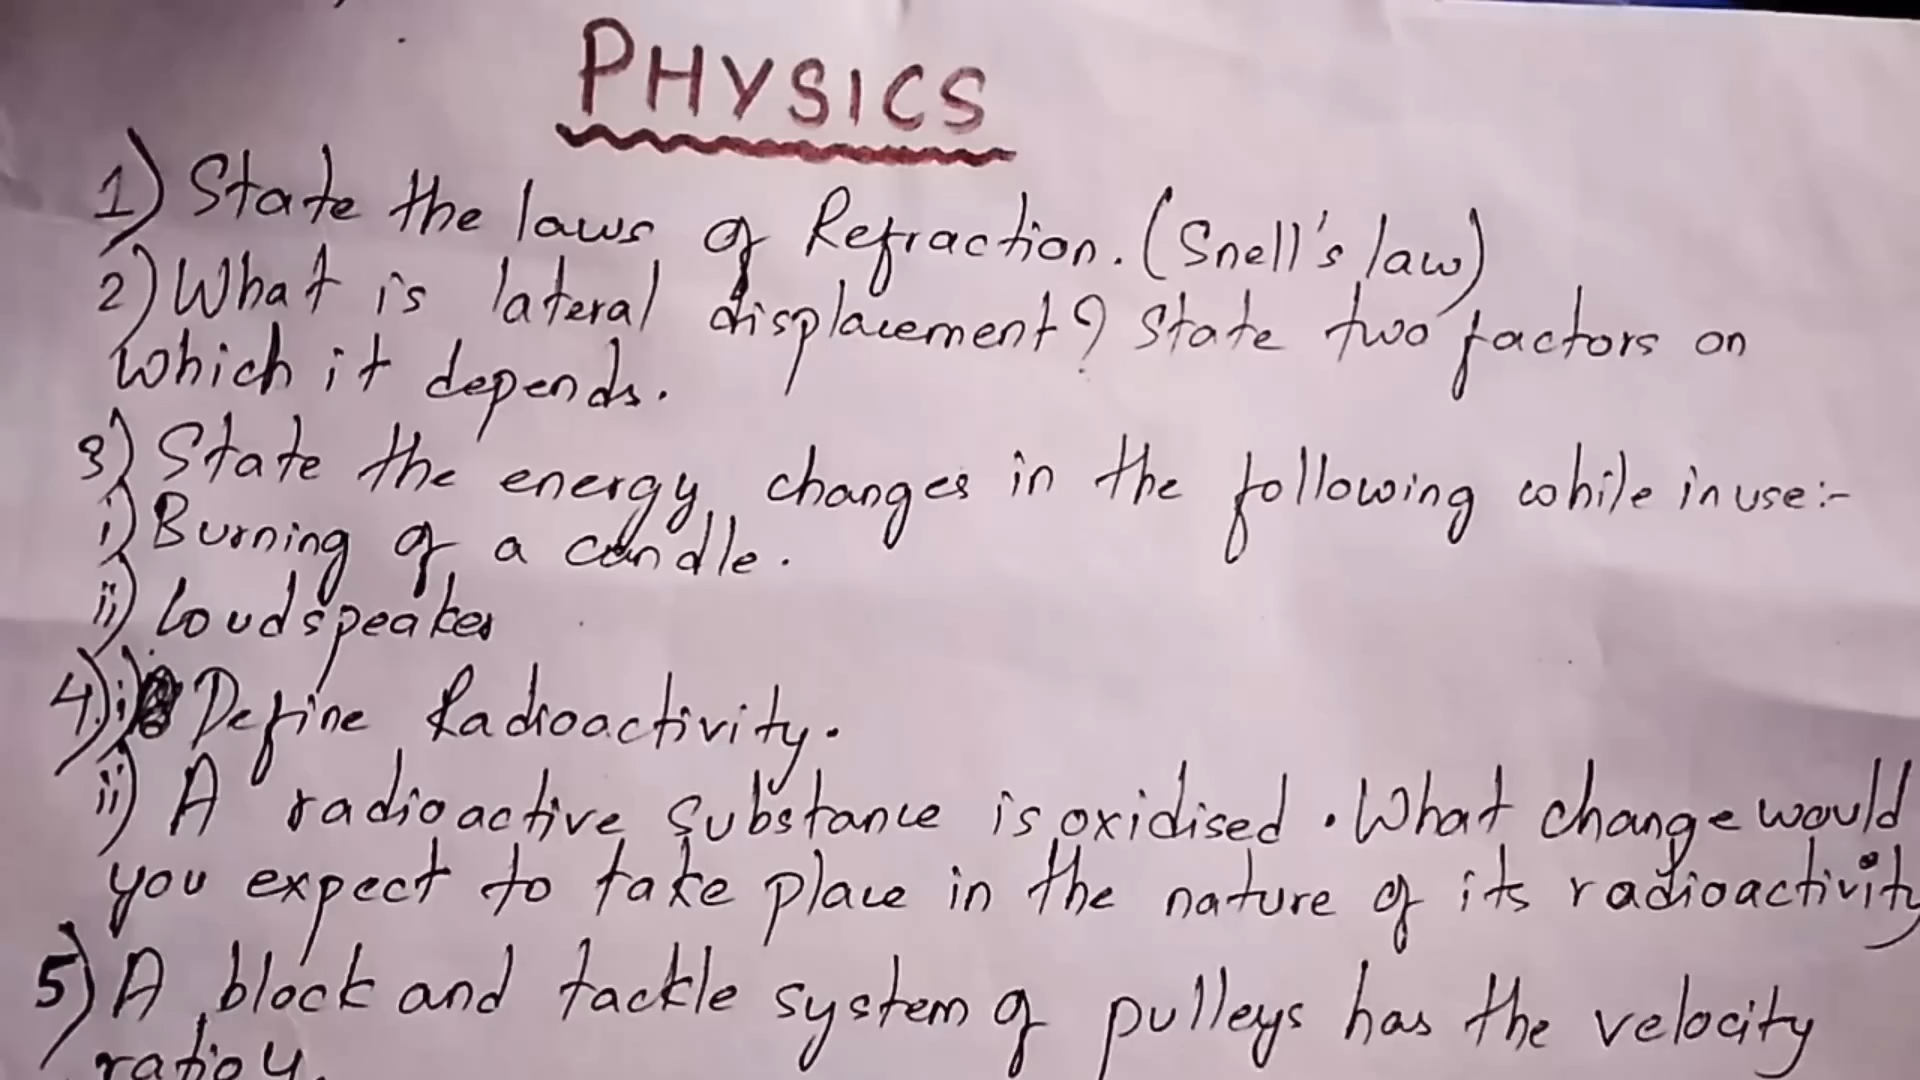 PHYSICS
1) State the laws of Refraction. (Snell's law)
2) What is lateral displacement? State two factors on
which it depends.
3) State the energy changes in the following while in use:-
i) Burning of a candle.
ii) Loudspeaker
4) i) Define Radioactivity.
ii) A radioactive substance is oxidised. What change would
you expect to take place in the nature of its radioactivity
5) A block and tackle system of pulleys has the velocity
ratio 4.